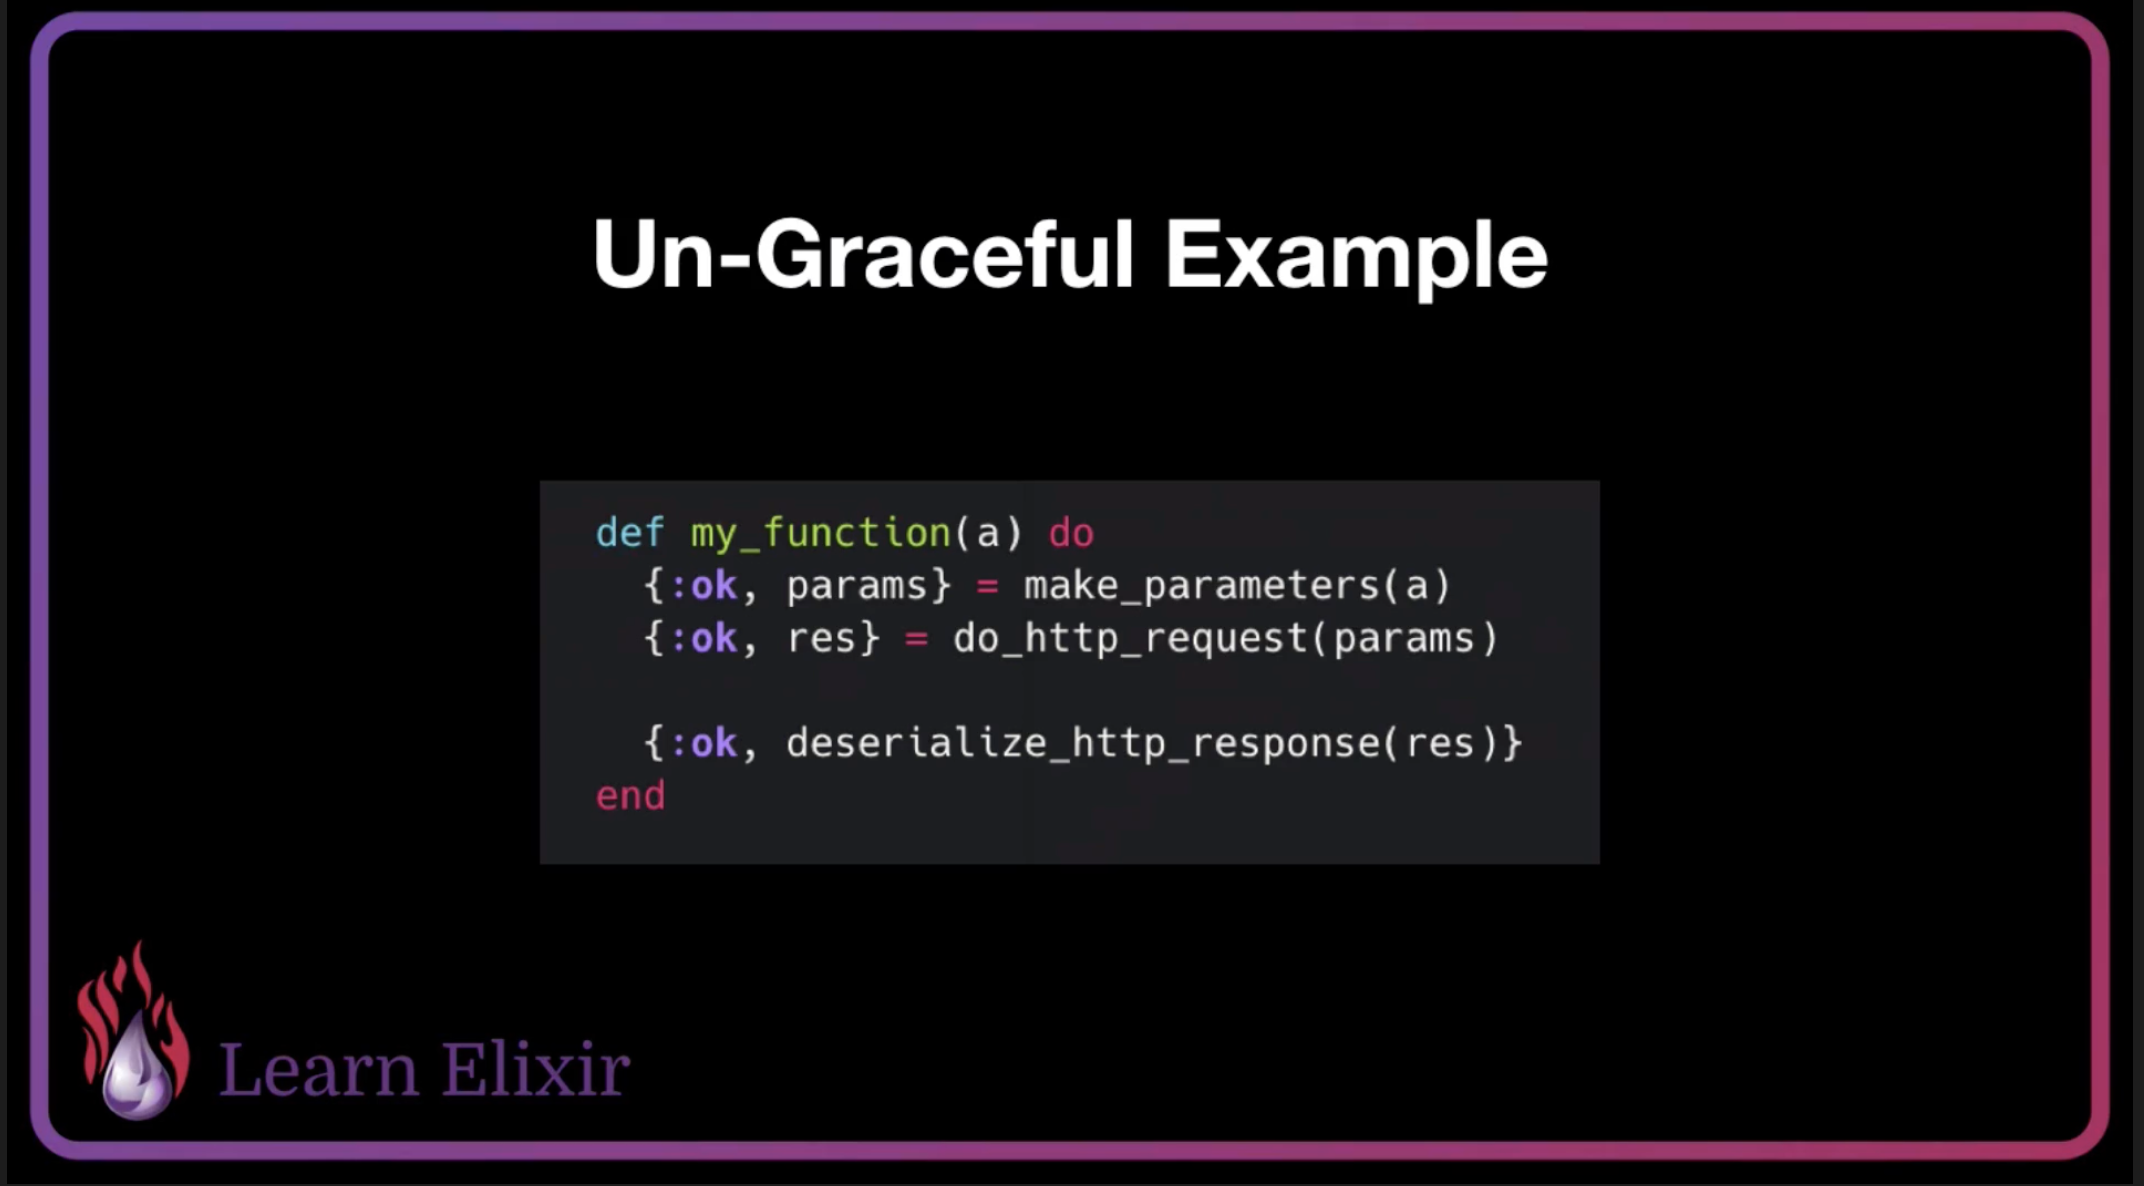 Un-Graceful Example
def my_function(a) do
  {:ok, params} = make_parameters(a)
  {:ok, res} = do_http_request(params)

  {:ok, deserialize_http_response(res)}
end
Learn Elixir